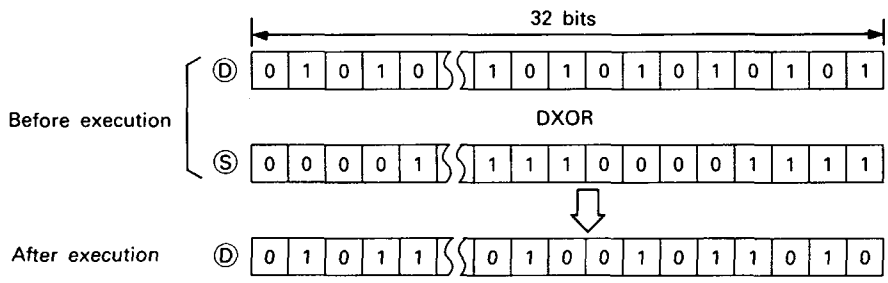 32 bits
Ⓓ 0 1 0 1 0 1 0 1 0 1 0 1 0 1 0 1
Before execution
DXOR
Ⓢ 0 0 0 0 1 1 1 1 0 0 0 0 1 1 1 1
After execution Ⓓ 0 1 0 1 1 0 1 0 0 1 0 1 1 0 1 0